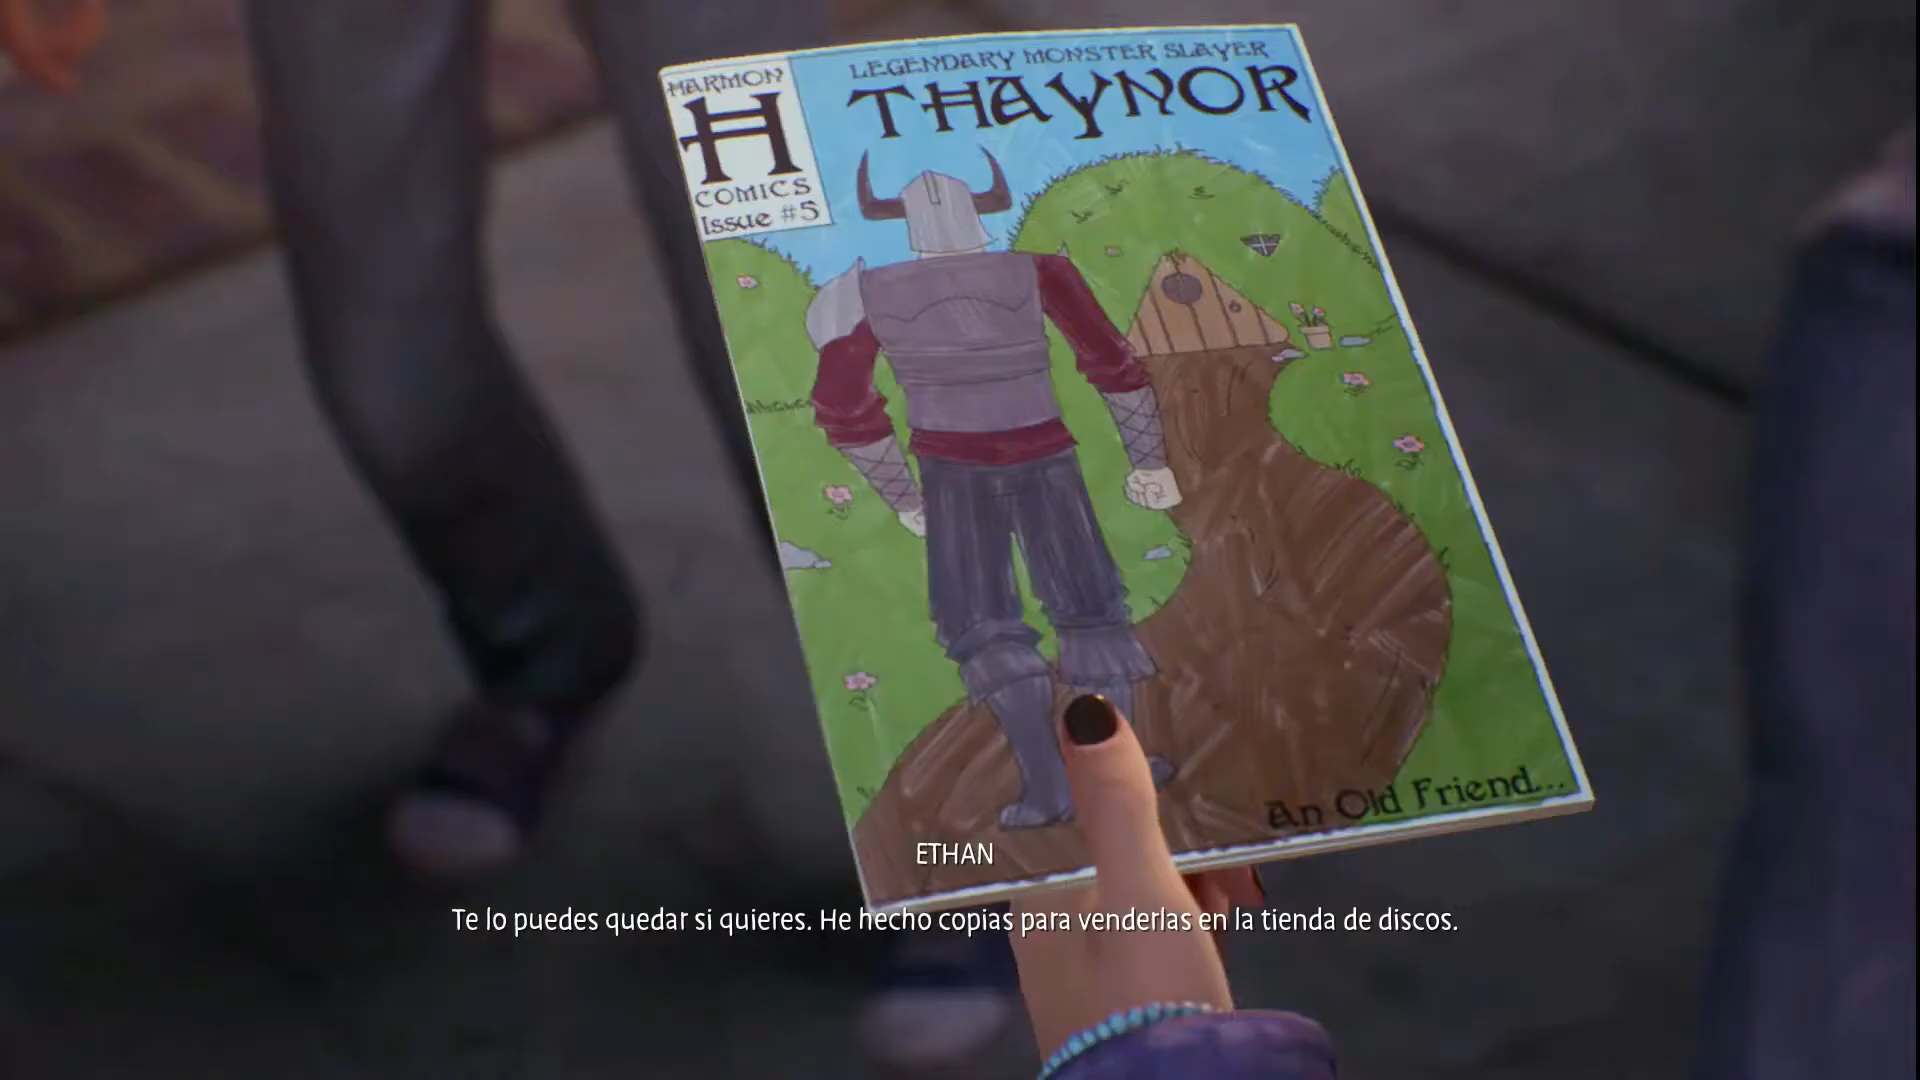 HARMON
H
COMICS
Issue #5
LEGENDARY MONSTER SLAYER
THAYNOR
An Old Friend...
ETHAN
Te lo puedes quedar si quieres. He hecho copias para venderlas en la tienda de discos.